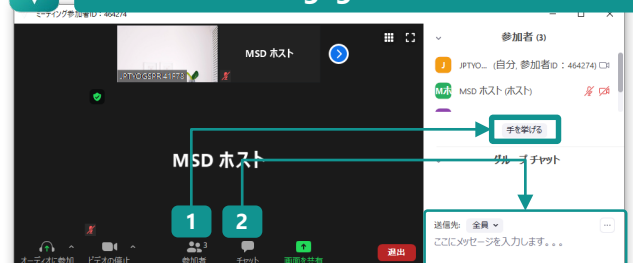 ミーティング参加者ID：464274
参加者 (3)
MSD ホスト
JPTYO... (自分, 参加者ID：464274)
MSD ホスト (ホスト)
手を挙げる
グループチャット
MSD ホスト
1
2
送信先: 全員
ここにメッセージを入力します。。。
オーディオに参加
ビデオの停止
3
参加者
チャット
画面を共有
退出